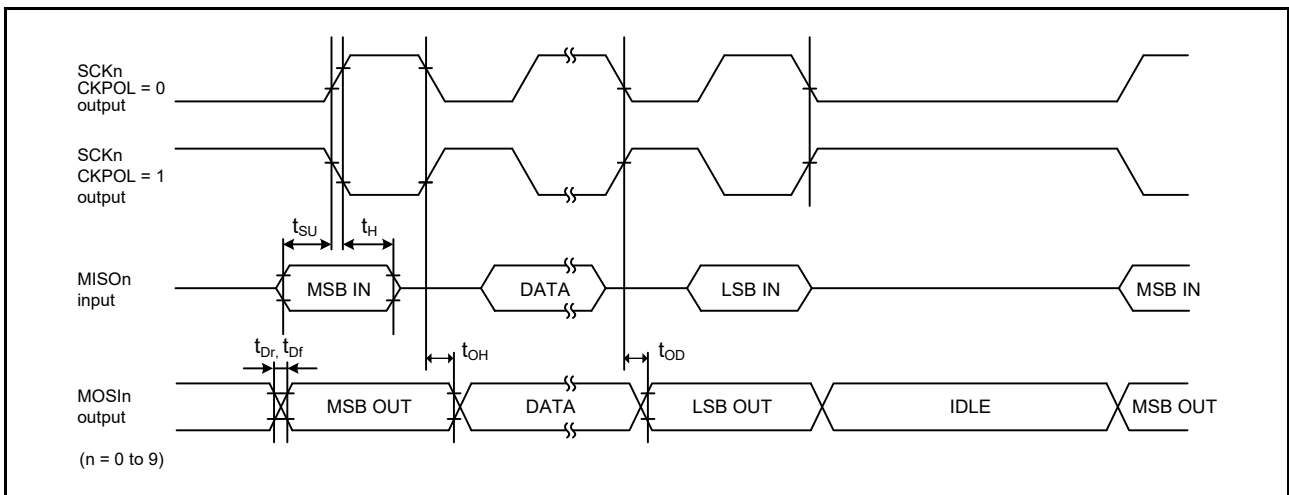 SCKn
CKPOL = 0
output
SCKn
CKPOL = 1
output
tSU
tH
MISOn
input
MSB IN
DATA
LSB IN
MSB IN
tDr, tDf
tOH
tOD
MOSIn
output
MSB OUT
DATA
LSB OUT
IDLE
MSB OUT
(n = 0 to 9)